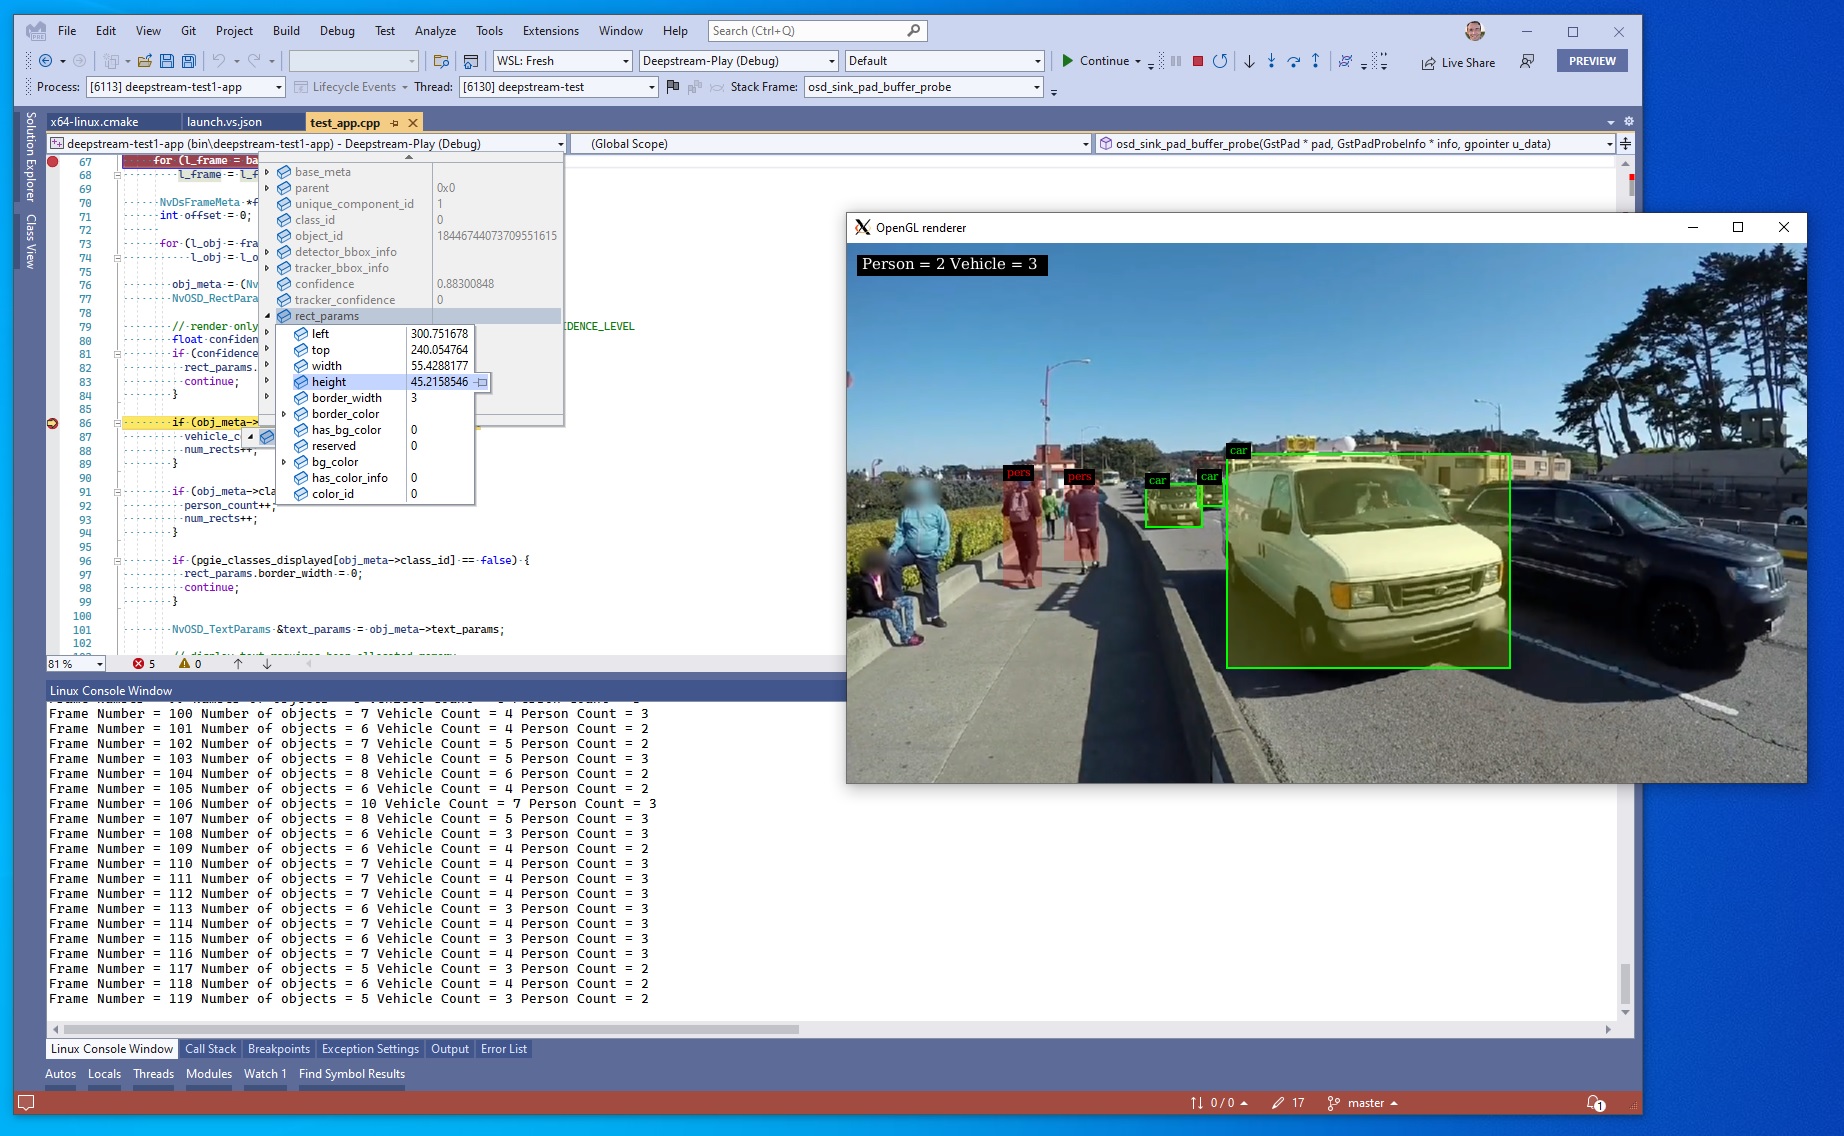 File Edit View Git Project Build Debug Test Analyze Tools Extensions Window Help Search (Ctrl+Q)
WSL: Fresh Deepstream-Play (Debug) Default Continue Live Share PREVIEW
Process: [6113] deepstream-test1-app Lifecycle Events Thread: [6130] deepstream-test Stack Frame: osd_sink_pad_buffer_probe
Solution Explorer
Class View
x64-linux.cmake launch.vs.json test_app.cpp
deepstream-test1-app (bin\deepstream-test1-app) - Deepstream-Play (Debug) (Global Scope) osd_sink_pad_buffer_probe(GstPad * pad, GstPadProbeInfo * info, gpointer u_data)
67 for (l_frame = ba
68 l_frame = l_f
69
70 NvDsFrameMeta *f
71 int offset = 0;
72
73 for (l_obj = fra
74 l_obj = l_o
75
76 obj_meta = (Nv
77 NvOSD_RectPara
78
79 // render only IDENCE_LEVEL
80 float confiden
81 if (confidence
82 rect_params.
83 continue;
84 }
85
86 if (obj_meta->
87 vehicle_c
88 num_rects++;
89 }
90
91 if (obj_meta->cla
92 person_count++;
93 num_rects++;
94 }
95
96 if (pgie_classes_displayed[obj_meta->class_id] == false) {
97 rect_params.border_width = 0;
98 continue;
99 }
100
101 NvOSD_TextParams &text_params = obj_meta->text_params;
102
base_meta
parent 0x0
unique_component_id 1
class_id 0
object_id 18446744073709551615
detector_bbox_info
tracker_bbox_info
confidence 0.88300848
tracker_confidence 0
rect_params
left 300.751678
top 240.054764
width 55.4288177
height 45.2158546
border_width 3
border_color
has_bg_color 0
reserved 0
bg_color
has_color_info 0
color_id 0
81 % 5 0
OpenGL renderer
Person = 2 Vehicle = 3
pers
pers
car
car
car
Linux Console Window
Frame Number = 100 Number of objects = 7 Vehicle Count = 4 Person Count = 3
Frame Number = 101 Number of objects = 6 Vehicle Count = 4 Person Count = 2
Frame Number = 102 Number of objects = 7 Vehicle Count = 5 Person Count = 2
Frame Number = 103 Number of objects = 8 Vehicle Count = 5 Person Count = 3
Frame Number = 104 Number of objects = 8 Vehicle Count = 6 Person Count = 2
Frame Number = 105 Number of objects = 6 Vehicle Count = 4 Person Count = 2
Frame Number = 106 Number of objects = 10 Vehicle Count = 7 Person Count = 3
Frame Number = 107 Number of objects = 8 Vehicle Count = 5 Person Count = 3
Frame Number = 108 Number of objects = 6 Vehicle Count = 3 Person Count = 3
Frame Number = 109 Number of objects = 6 Vehicle Count = 4 Person Count = 2
Frame Number = 110 Number of objects = 7 Vehicle Count = 4 Person Count = 3
Frame Number = 111 Number of objects = 7 Vehicle Count = 4 Person Count = 3
Frame Number = 112 Number of objects = 7 Vehicle Count = 4 Person Count = 3
Frame Number = 113 Number of objects = 6 Vehicle Count = 3 Person Count = 3
Frame Number = 114 Number of objects = 7 Vehicle Count = 4 Person Count = 3
Frame Number = 115 Number of objects = 6 Vehicle Count = 3 Person Count = 3
Frame Number = 116 Number of objects = 7 Vehicle Count = 4 Person Count = 3
Frame Number = 117 Number of objects = 5 Vehicle Count = 3 Person Count = 2
Frame Number = 118 Number of objects = 6 Vehicle Count = 4 Person Count = 2
Frame Number = 119 Number of objects = 5 Vehicle Count = 3 Person Count = 2
Linux Console Window Call Stack Breakpoints Exception Settings Output Error List
Autos Locals Threads Modules Watch 1 Find Symbol Results
0 / 0 17 master 1